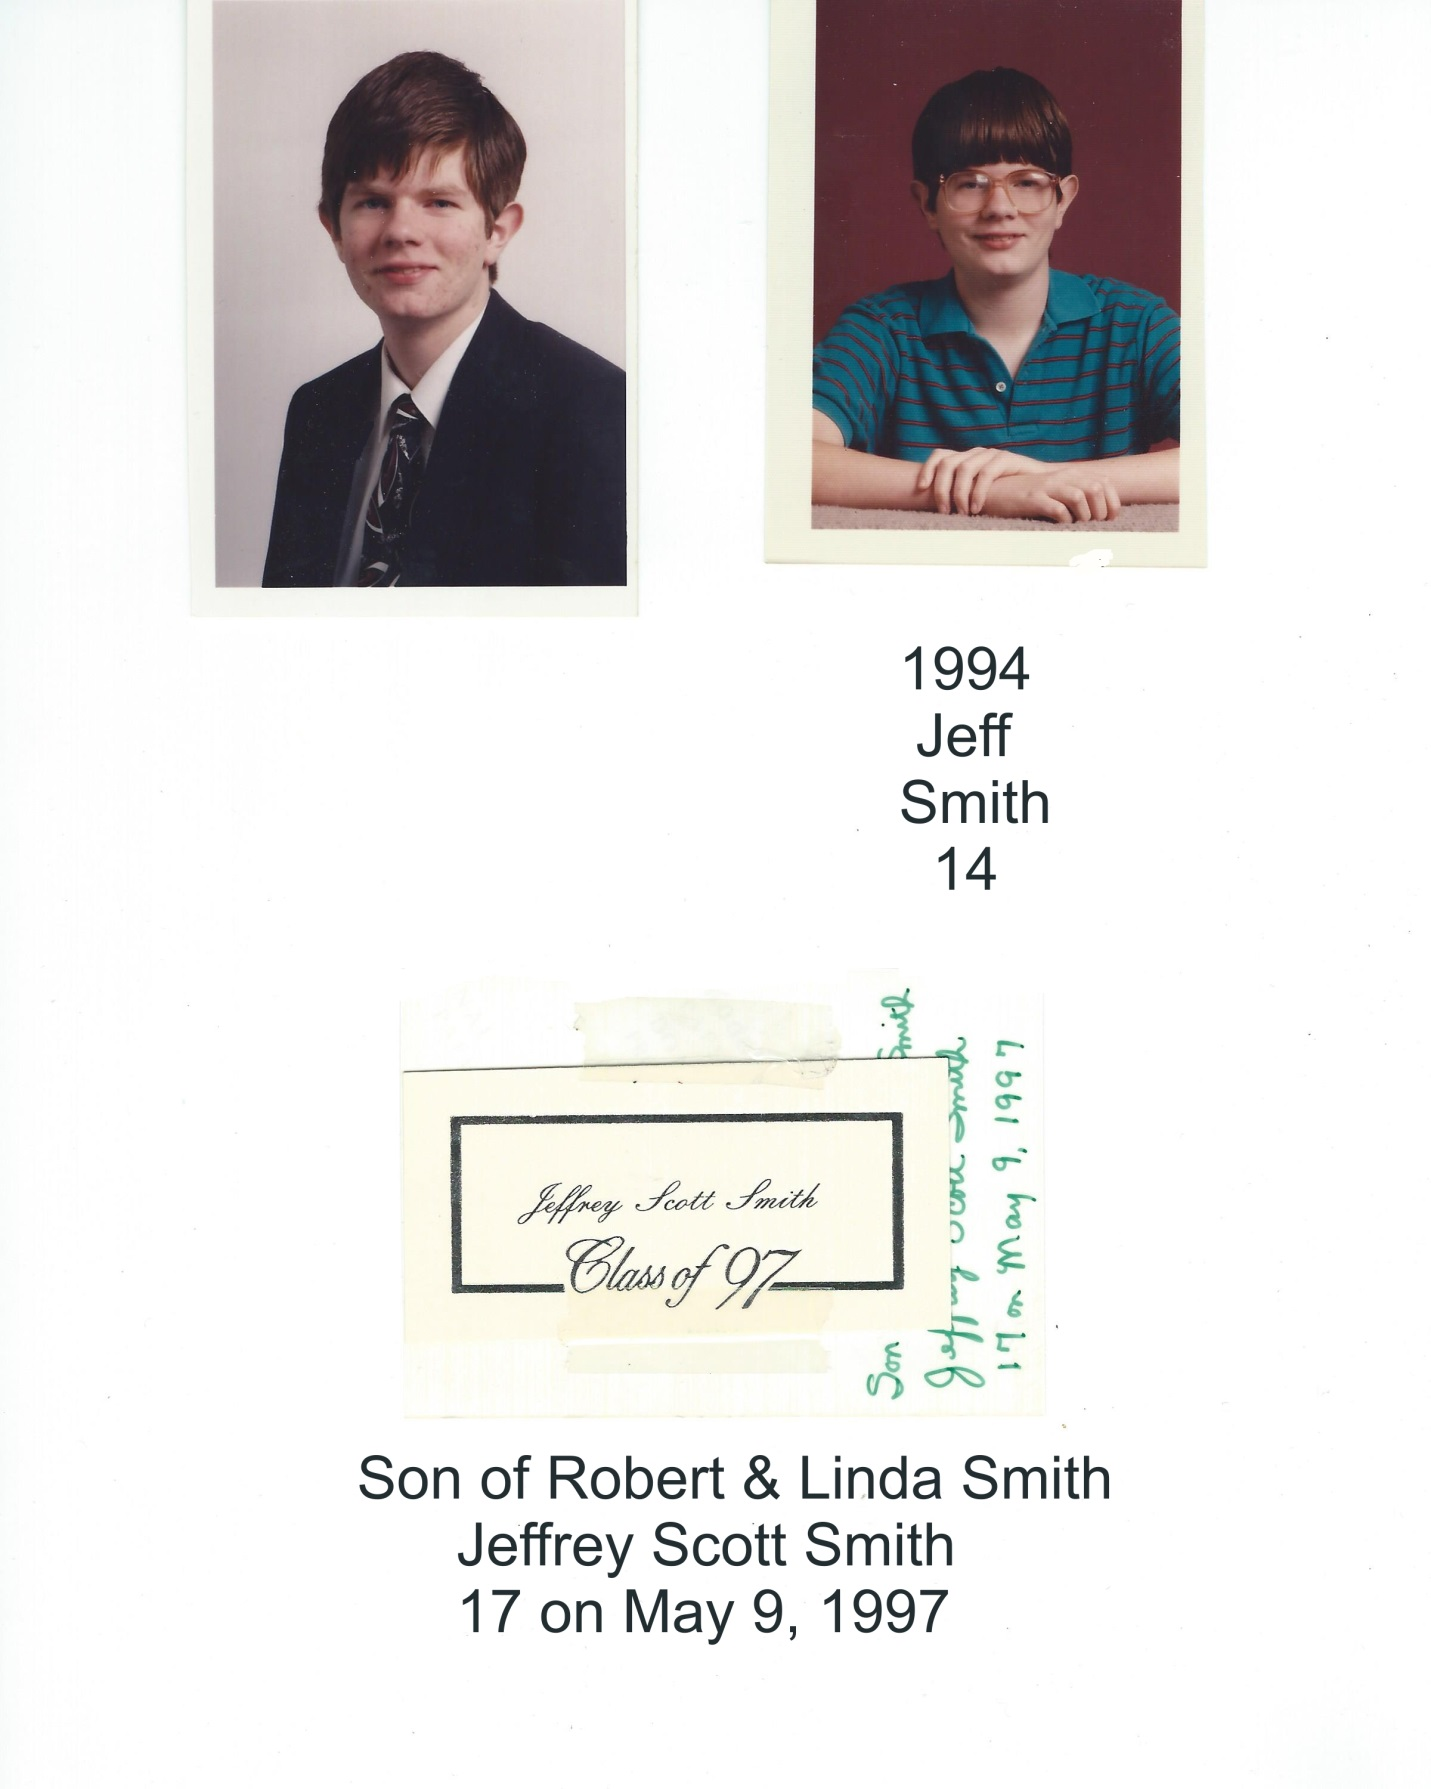 1994
Jeff
Smith
14
Jeffrey Scott Smith
Class of 97
Son
Smith
Jeffrey Scott Smith
17 on May 9, 1997
Son of Robert & Linda Smith
Jeffrey Scott Smith
17 on May 9, 1997